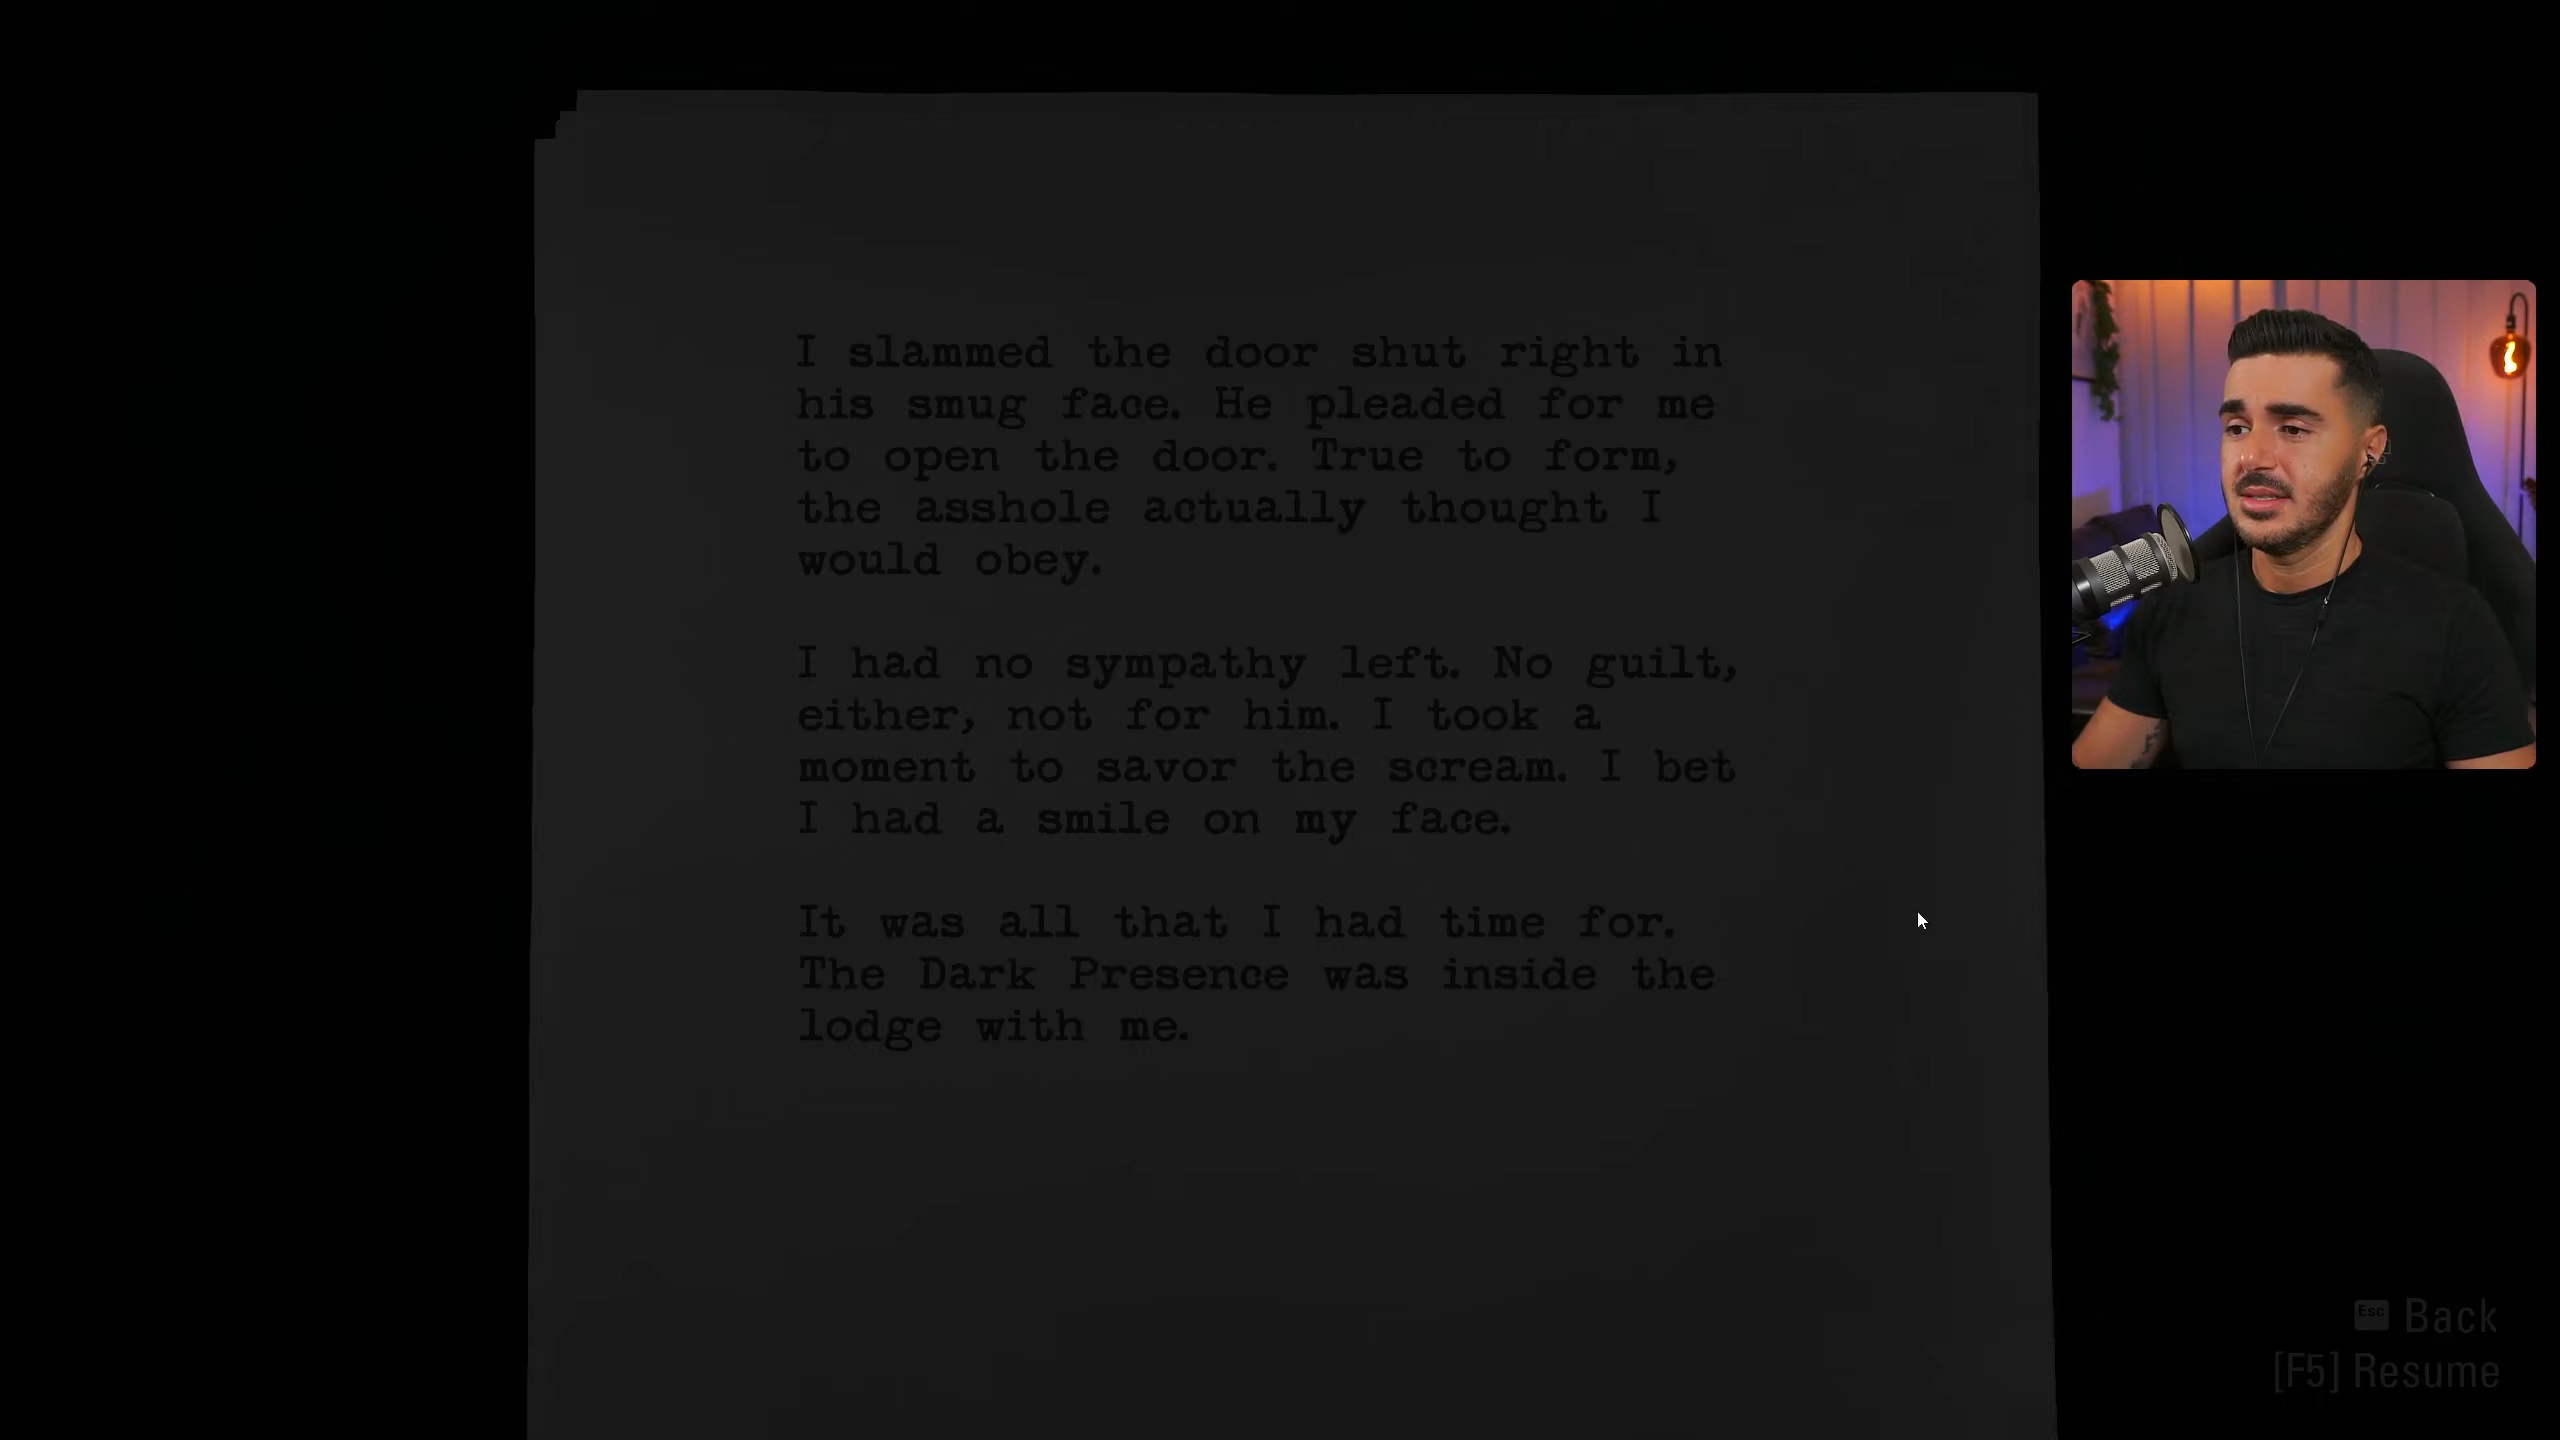 I slammed the door shut right in
his smug face. He pleaded for me
to open the door. True to form,
the asshole actually thought I
would obey.
I had no sympathy left. No guilt,
either, not for him. I took a
moment to savor the scream. I bet
I had a smile on my face.
It was all that I had time for.
The Dark Presence was inside the
lodge with me.
Esc Back
[F5] Resume